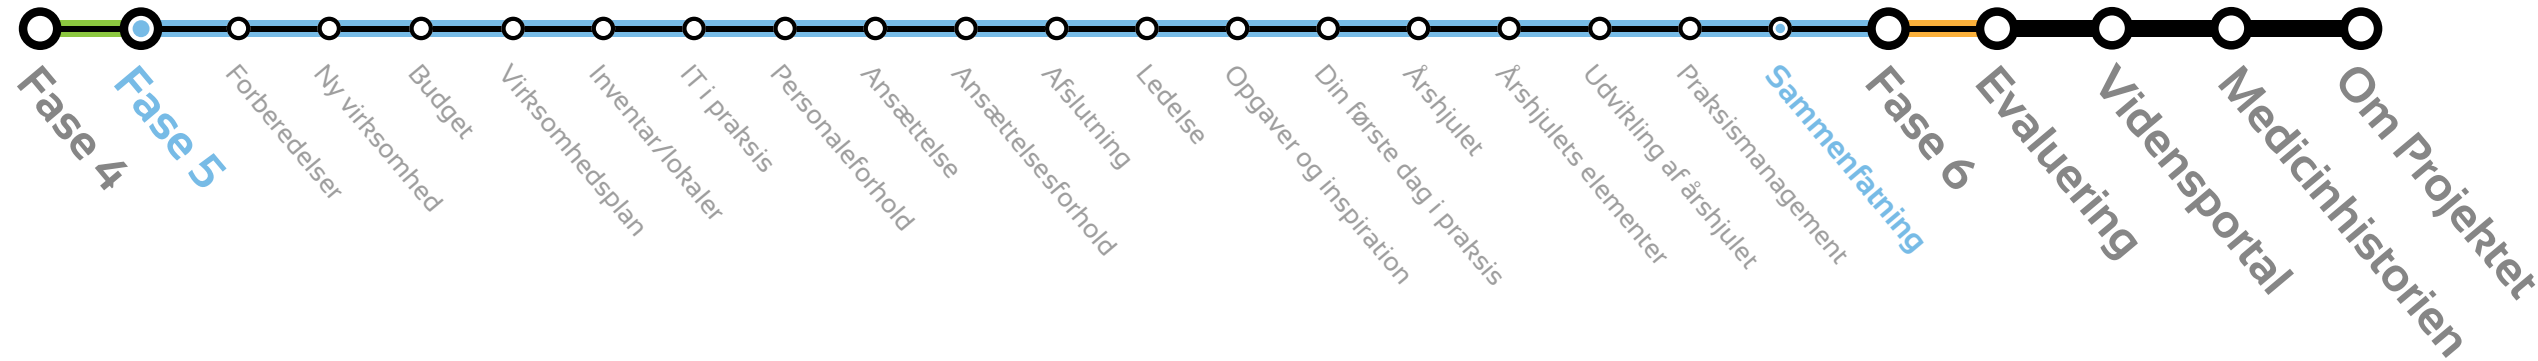 Fase 4
Fase 5
Forberedelser
Ny virksomhed
Budget
Virksomhedsplan
Inventar/lokaler
IT i praksis
Personaleforhold
Ansættelse
Ansættelsesforhold
Afslutning
Ledelse
Opgaver og inspiration
Din første dag i praksis
Årshjulet
Årshjulets elementer
Udvikling af årshjulet
Praksismanagement
Sammenfatning
Fase 6
Evaluering
Vidensportal
Medicinhistorien
Om Projektet